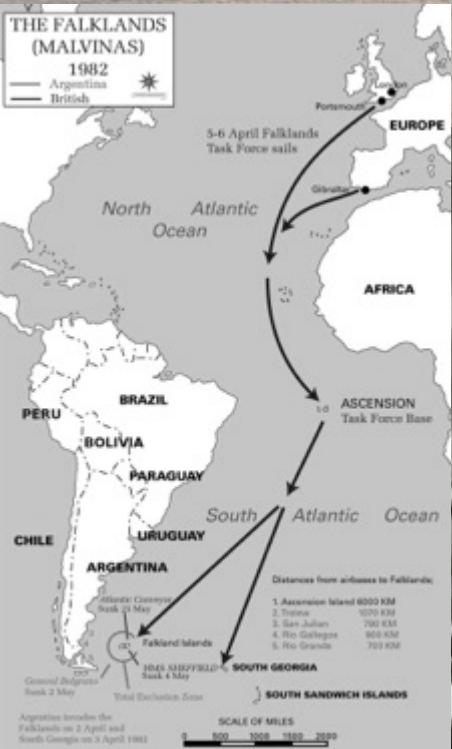 THE FALKLANDS
(MALVINAS)
1982
Argentina
British
London
Portsmouth
EUROPE
5-6 April Falklands
Task Force sails
Gibraltar
North Atlantic
Ocean
AFRICA
ASCENSION
Task Force Base
BRAZIL
PERU
BOLIVIA
PARAGUAY
South Atlantic Ocean
CHILE
URUGUAY
ARGENTINA
Distances from airbases to Falklands;
1. Ascension Island 6000 KM
2. Trelew 1070 KM
3. San Julian 700 KM
4. Rio Gallegos 800 KM
5. Rio Grande 700 KM
Atlantic Conveyor
Sunk 25 May
Falkland Islands
HMS SHEFFIELD
Sunk 4 May
SOUTH GEORGIA
General Belgrano
Sunk 2 May
Total Exclusion Zone
SOUTH SANDWICH ISLANDS
Argentina invades the
Falklands on 2 April and
South Georgia on 3 April 1982
SCALE OF MILES
0 500 1000 1500 2000